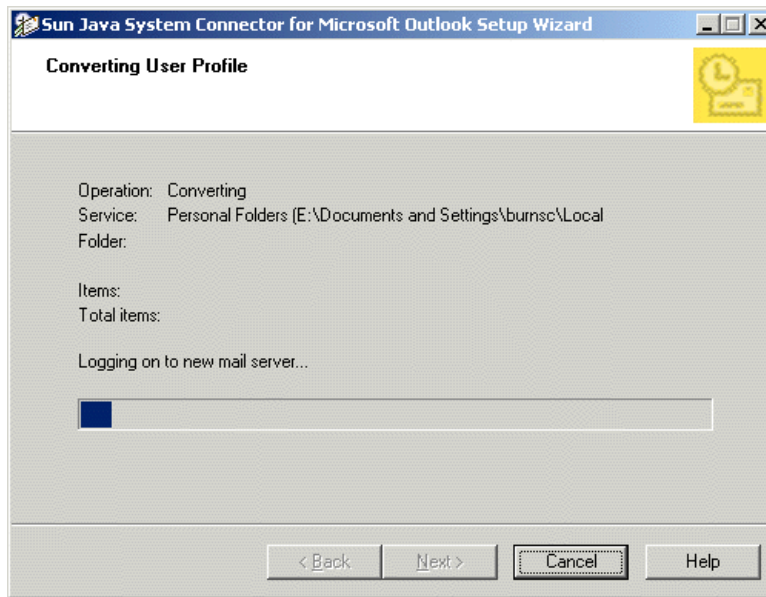 Sun Java System Connector for Microsoft Outlook Setup Wizard
Converting User Profile
Operation: Converting
Service: Personal Folders (E:\Documents and Settings\burnsc\Local
Folder:
Items:
Total items:
Logging on to new mail server...
< Back Next > Cancel Help